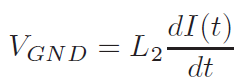 V_{GND} = L_2 \frac{dI(t)}{dt}